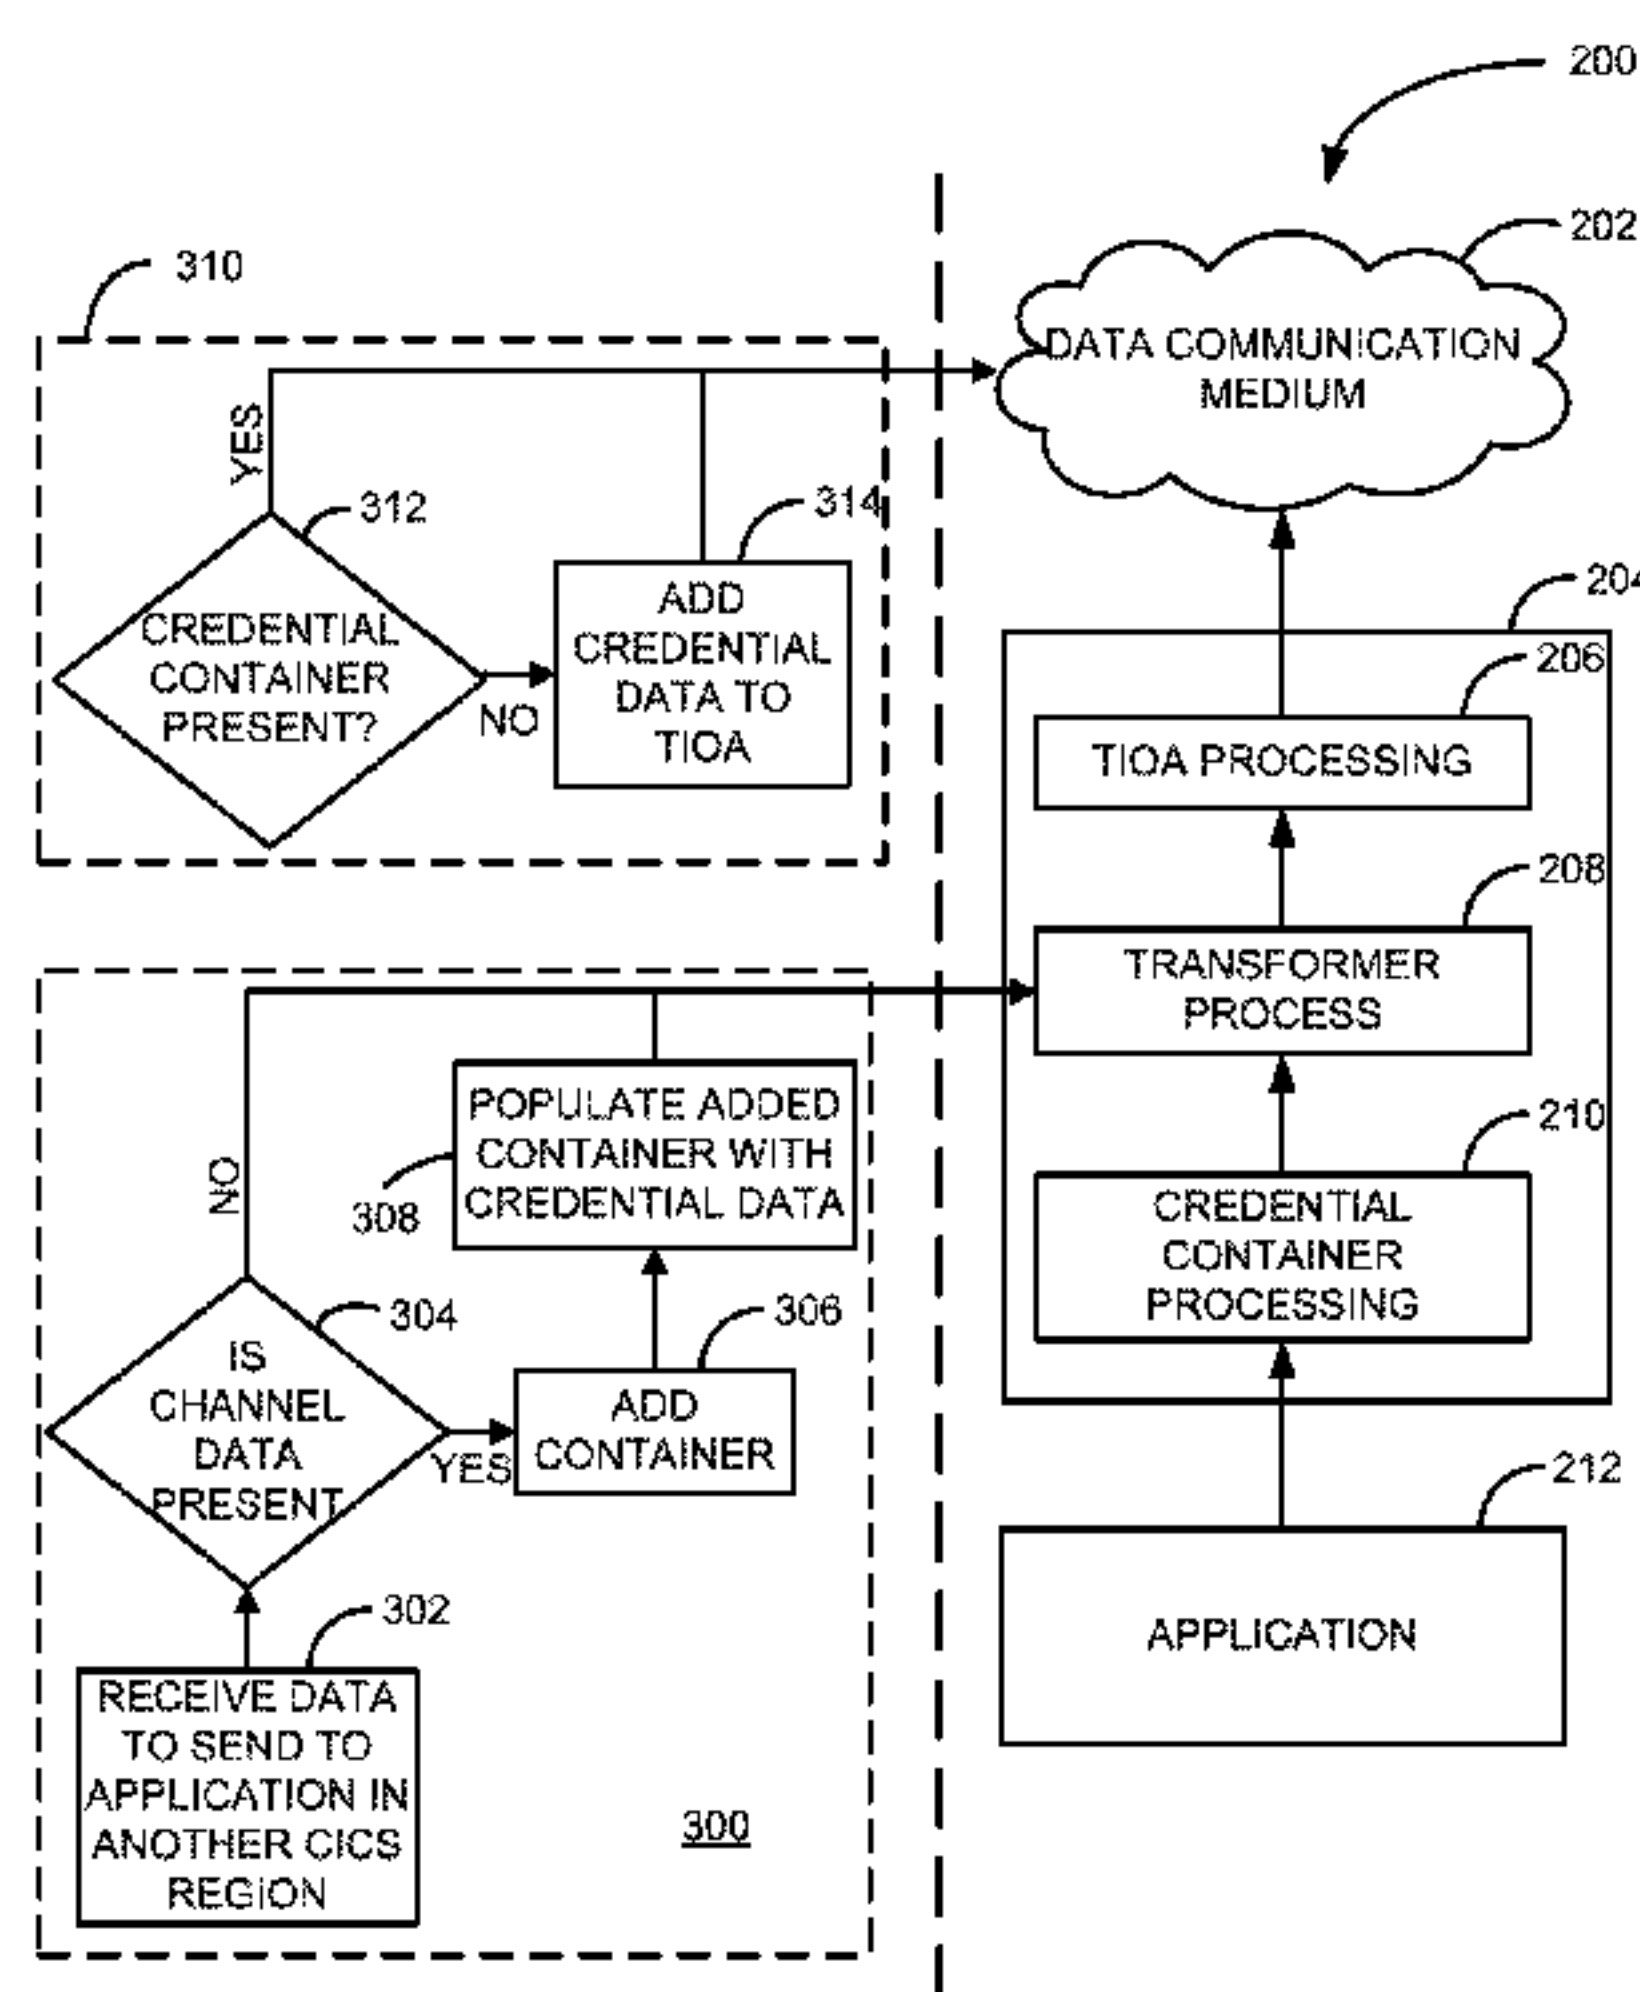 200
202
DATA COMMUNICATION
MEDIUM
310
YES
312
CREDENTIAL
CONTAINER
PRESENT?
NO
314
ADD
CREDENTIAL
DATA TO
TIOA
204
206
TIOA PROCESSING
208
TRANSFORMER
PROCESS
210
CREDENTIAL
CONTAINER
PROCESSING
212
APPLICATION
NO
POPULATE ADDED
CONTAINER WITH
CREDENTIAL DATA
308
304
IS
CHANNEL
DATA
PRESENT
YES
306
ADD
CONTAINER
302
RECEIVE DATA
TO SEND TO
APPLICATION IN
ANOTHER CICS
REGION
300